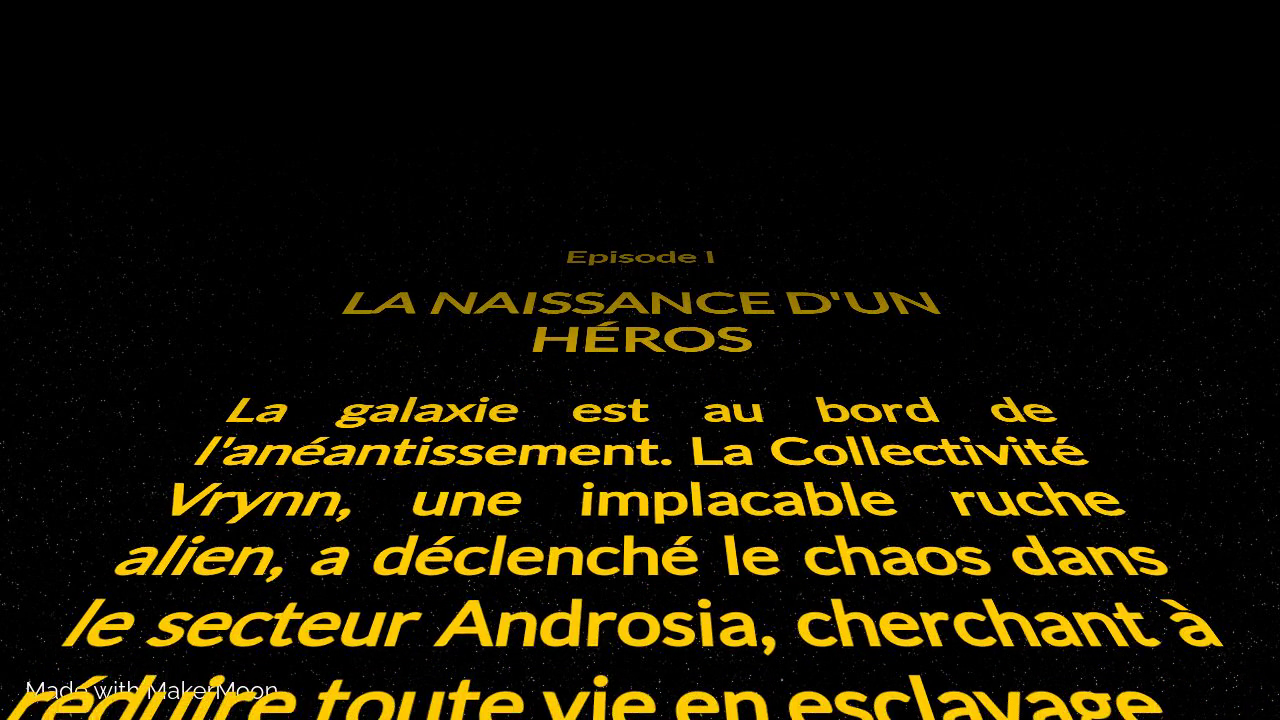 Episode I
LA NAISSANCE D'UN
HÉROS
La galaxie est au bord de
l'anéantissement. La Collectivité
Vrynn, une implacable ruche
alien, a déclenché le chaos dans
le secteur Androsia, cherchant à
réduire toute vie en esclavage
Made with MakerMoon